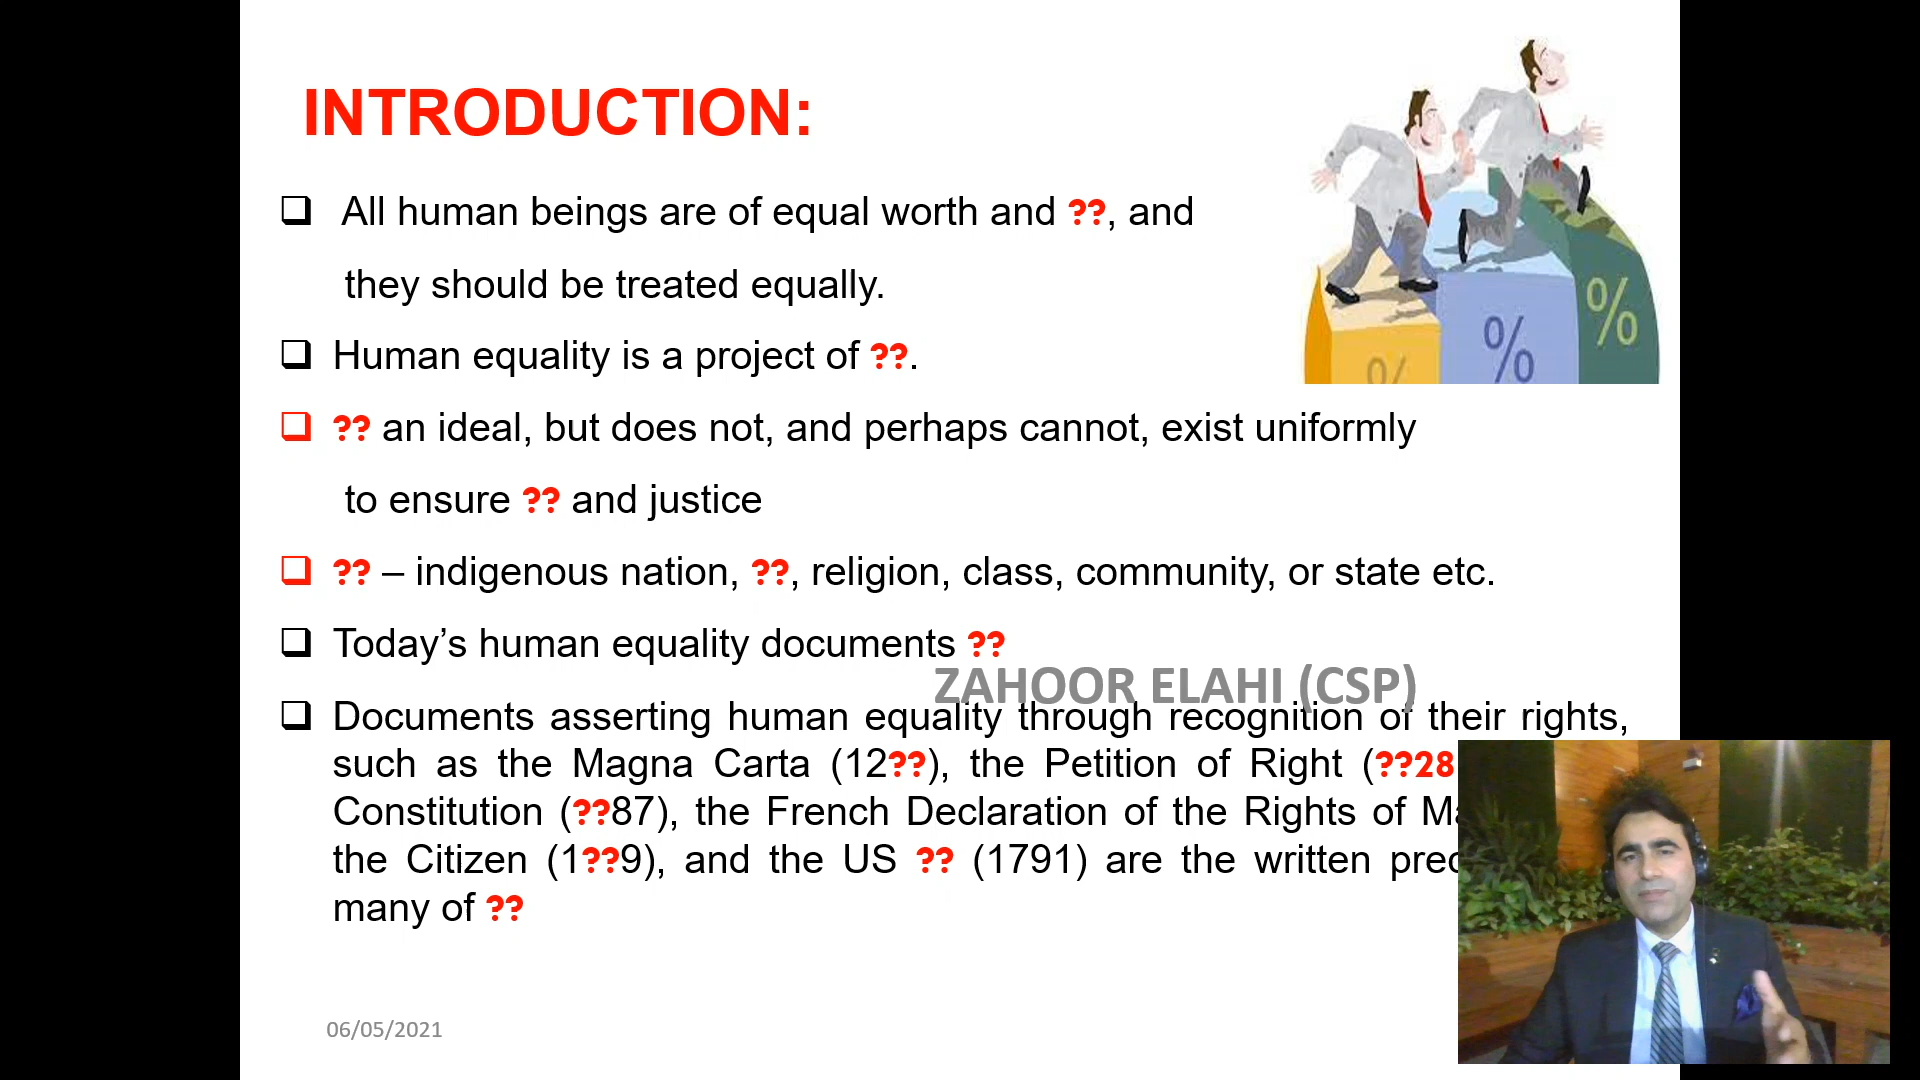 INTRODUCTION:
❑ All human beings are of equal worth and ??, and
they should be treated equally.
❑ Human equality is a project of ??.
❑ ?? an ideal, but does not, and perhaps cannot, exist uniformly
to ensure ?? and justice
❑ ?? – indigenous nation, ??, religion, class, community, or state etc.
❑ Today’s human equality documents ??
ZAHOOR ELAHI (CSP)
❑ Documents asserting human equality through recognition of their rights,
such as the Magna Carta (12??), the Petition of Right (??28
Constitution (??87), the French Declaration of the Rights of
the Citizen (1??9), and the US ?? (1791) are the written
many of ??
06/05/2021
%
%
%